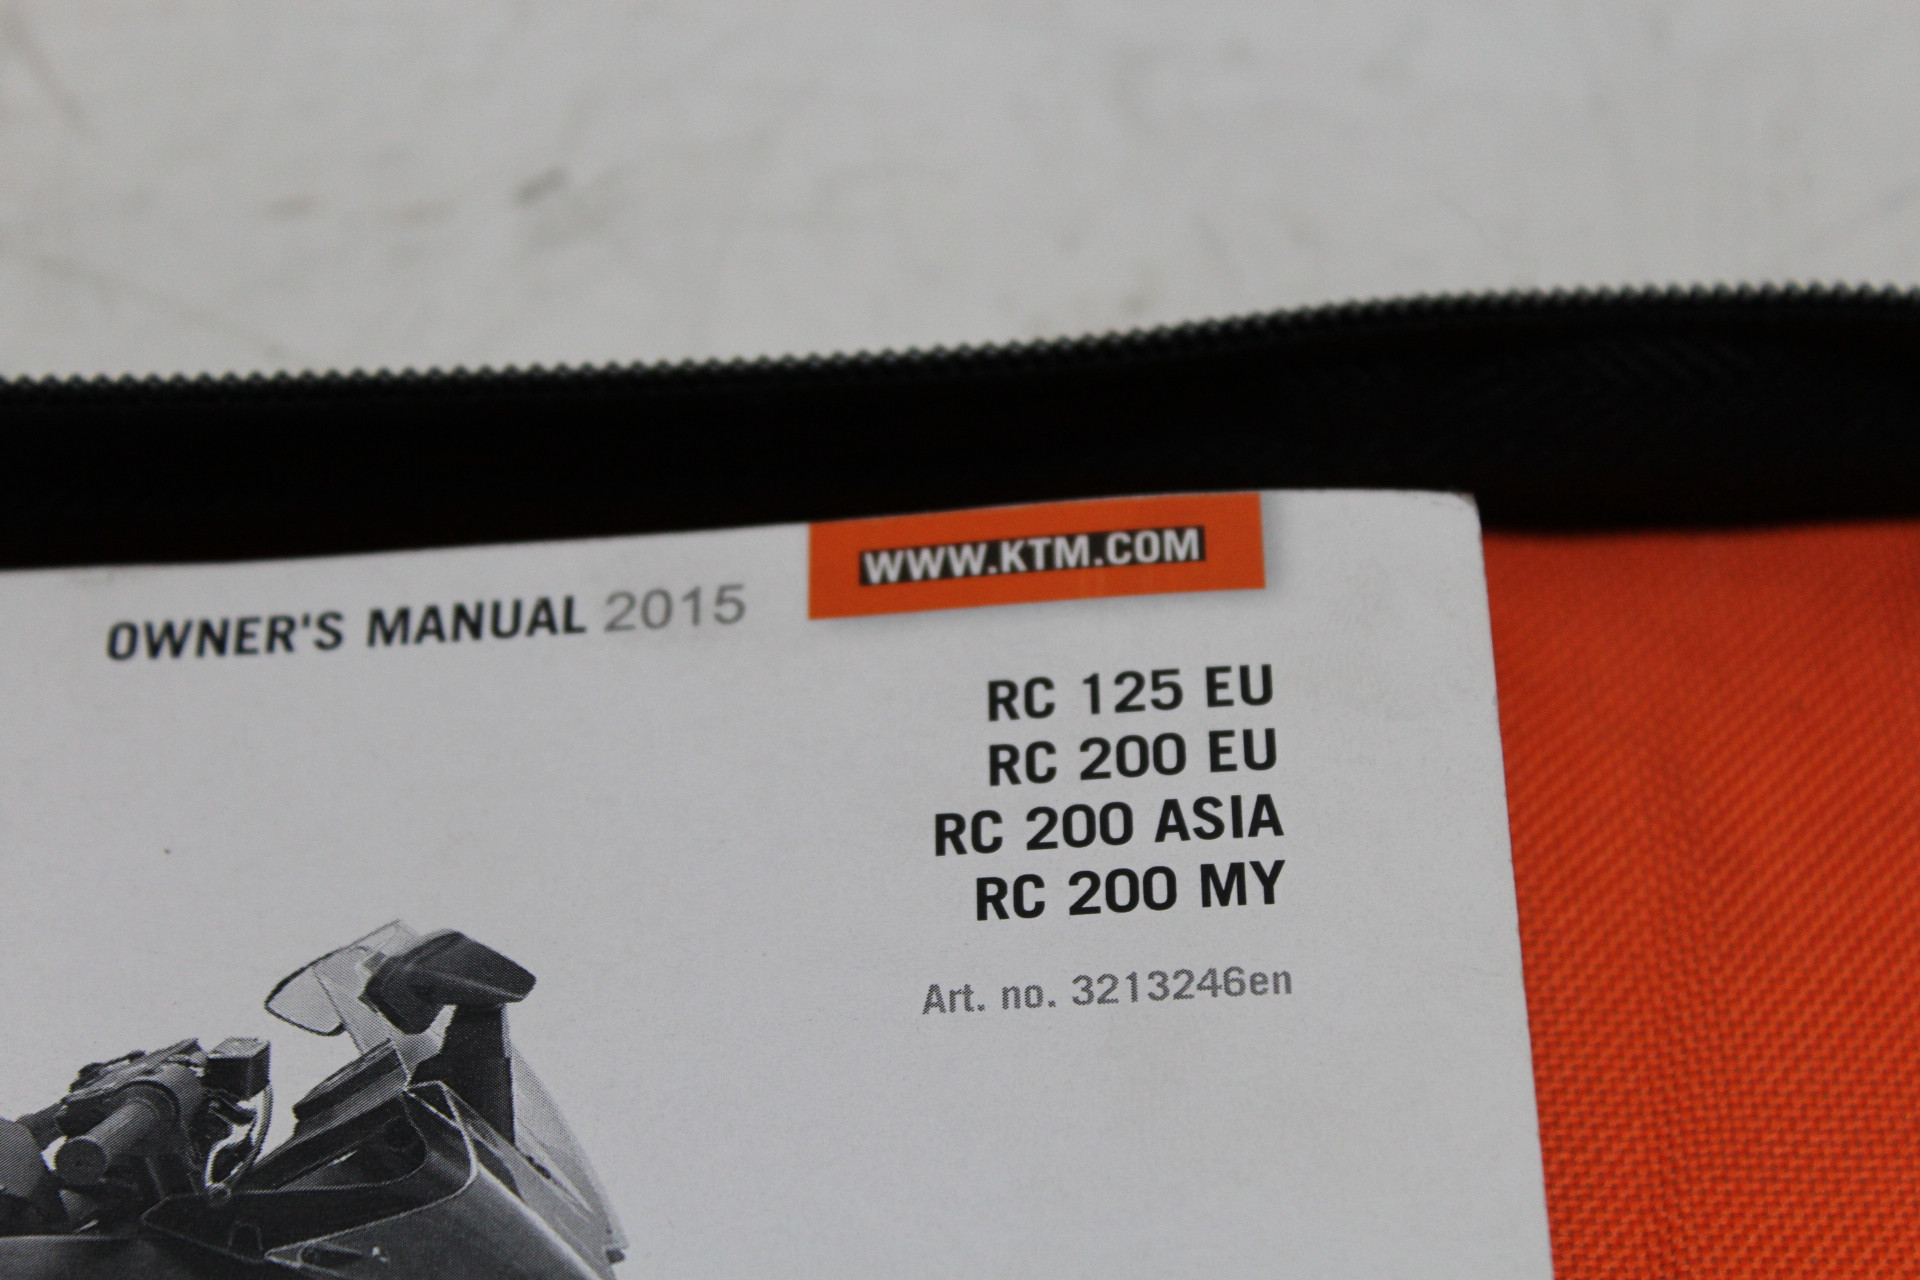 WWW.KTM.COM
OWNER'S MANUAL 2015
RC 125 EU
RC 200 EU
RC 200 ASIA
RC 200 MY
Art. no. 3213246en